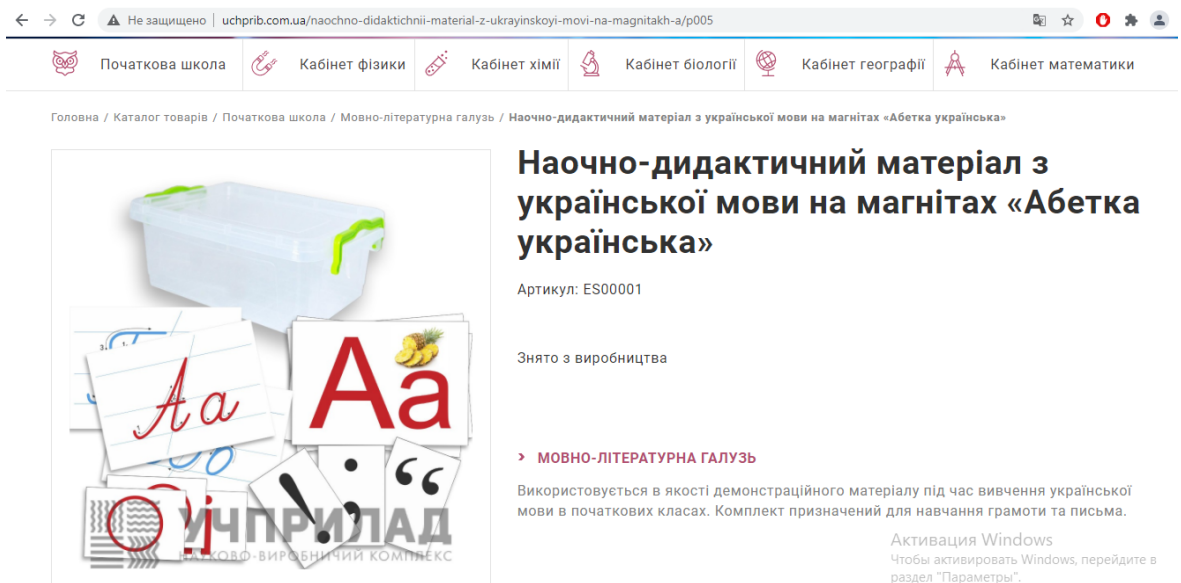 Не защищено | uchprib.com.ua/naochno-didaktichnii-material-z-ukrayinskoyi-movi-na-magnitakh-a/p005
Початкова школа Кабінет фізики Кабінет хімії Кабінет біології Кабінет географії Кабінет математики
Головна / Каталог товарів / Початкова школа / Мовно-літературна галузь / Наочно-дидактичний матеріал з української мови на магнітах «Абетка українська»
Наочно-дидактичний матеріал з
української мови на магнітах «Абетка
українська»
Артикул: ES00001
Знято з виробництва
Аа
Аа
! ; “
УЧПРИЛАД
НАУКОВО-ВИРОБНИЧИЙ КОМПЛЕКС
> МОВНО-ЛІТЕРАТУРНА ГАЛУЗЬ
Використовується в якості демонстраційного матеріалу під час вивчення української
мови в початкових класах. Комплект призначений для навчання грамоти та письма.
Активация Windows
Чтобы активировать Windows, перейдите в
раздел "Параметры".